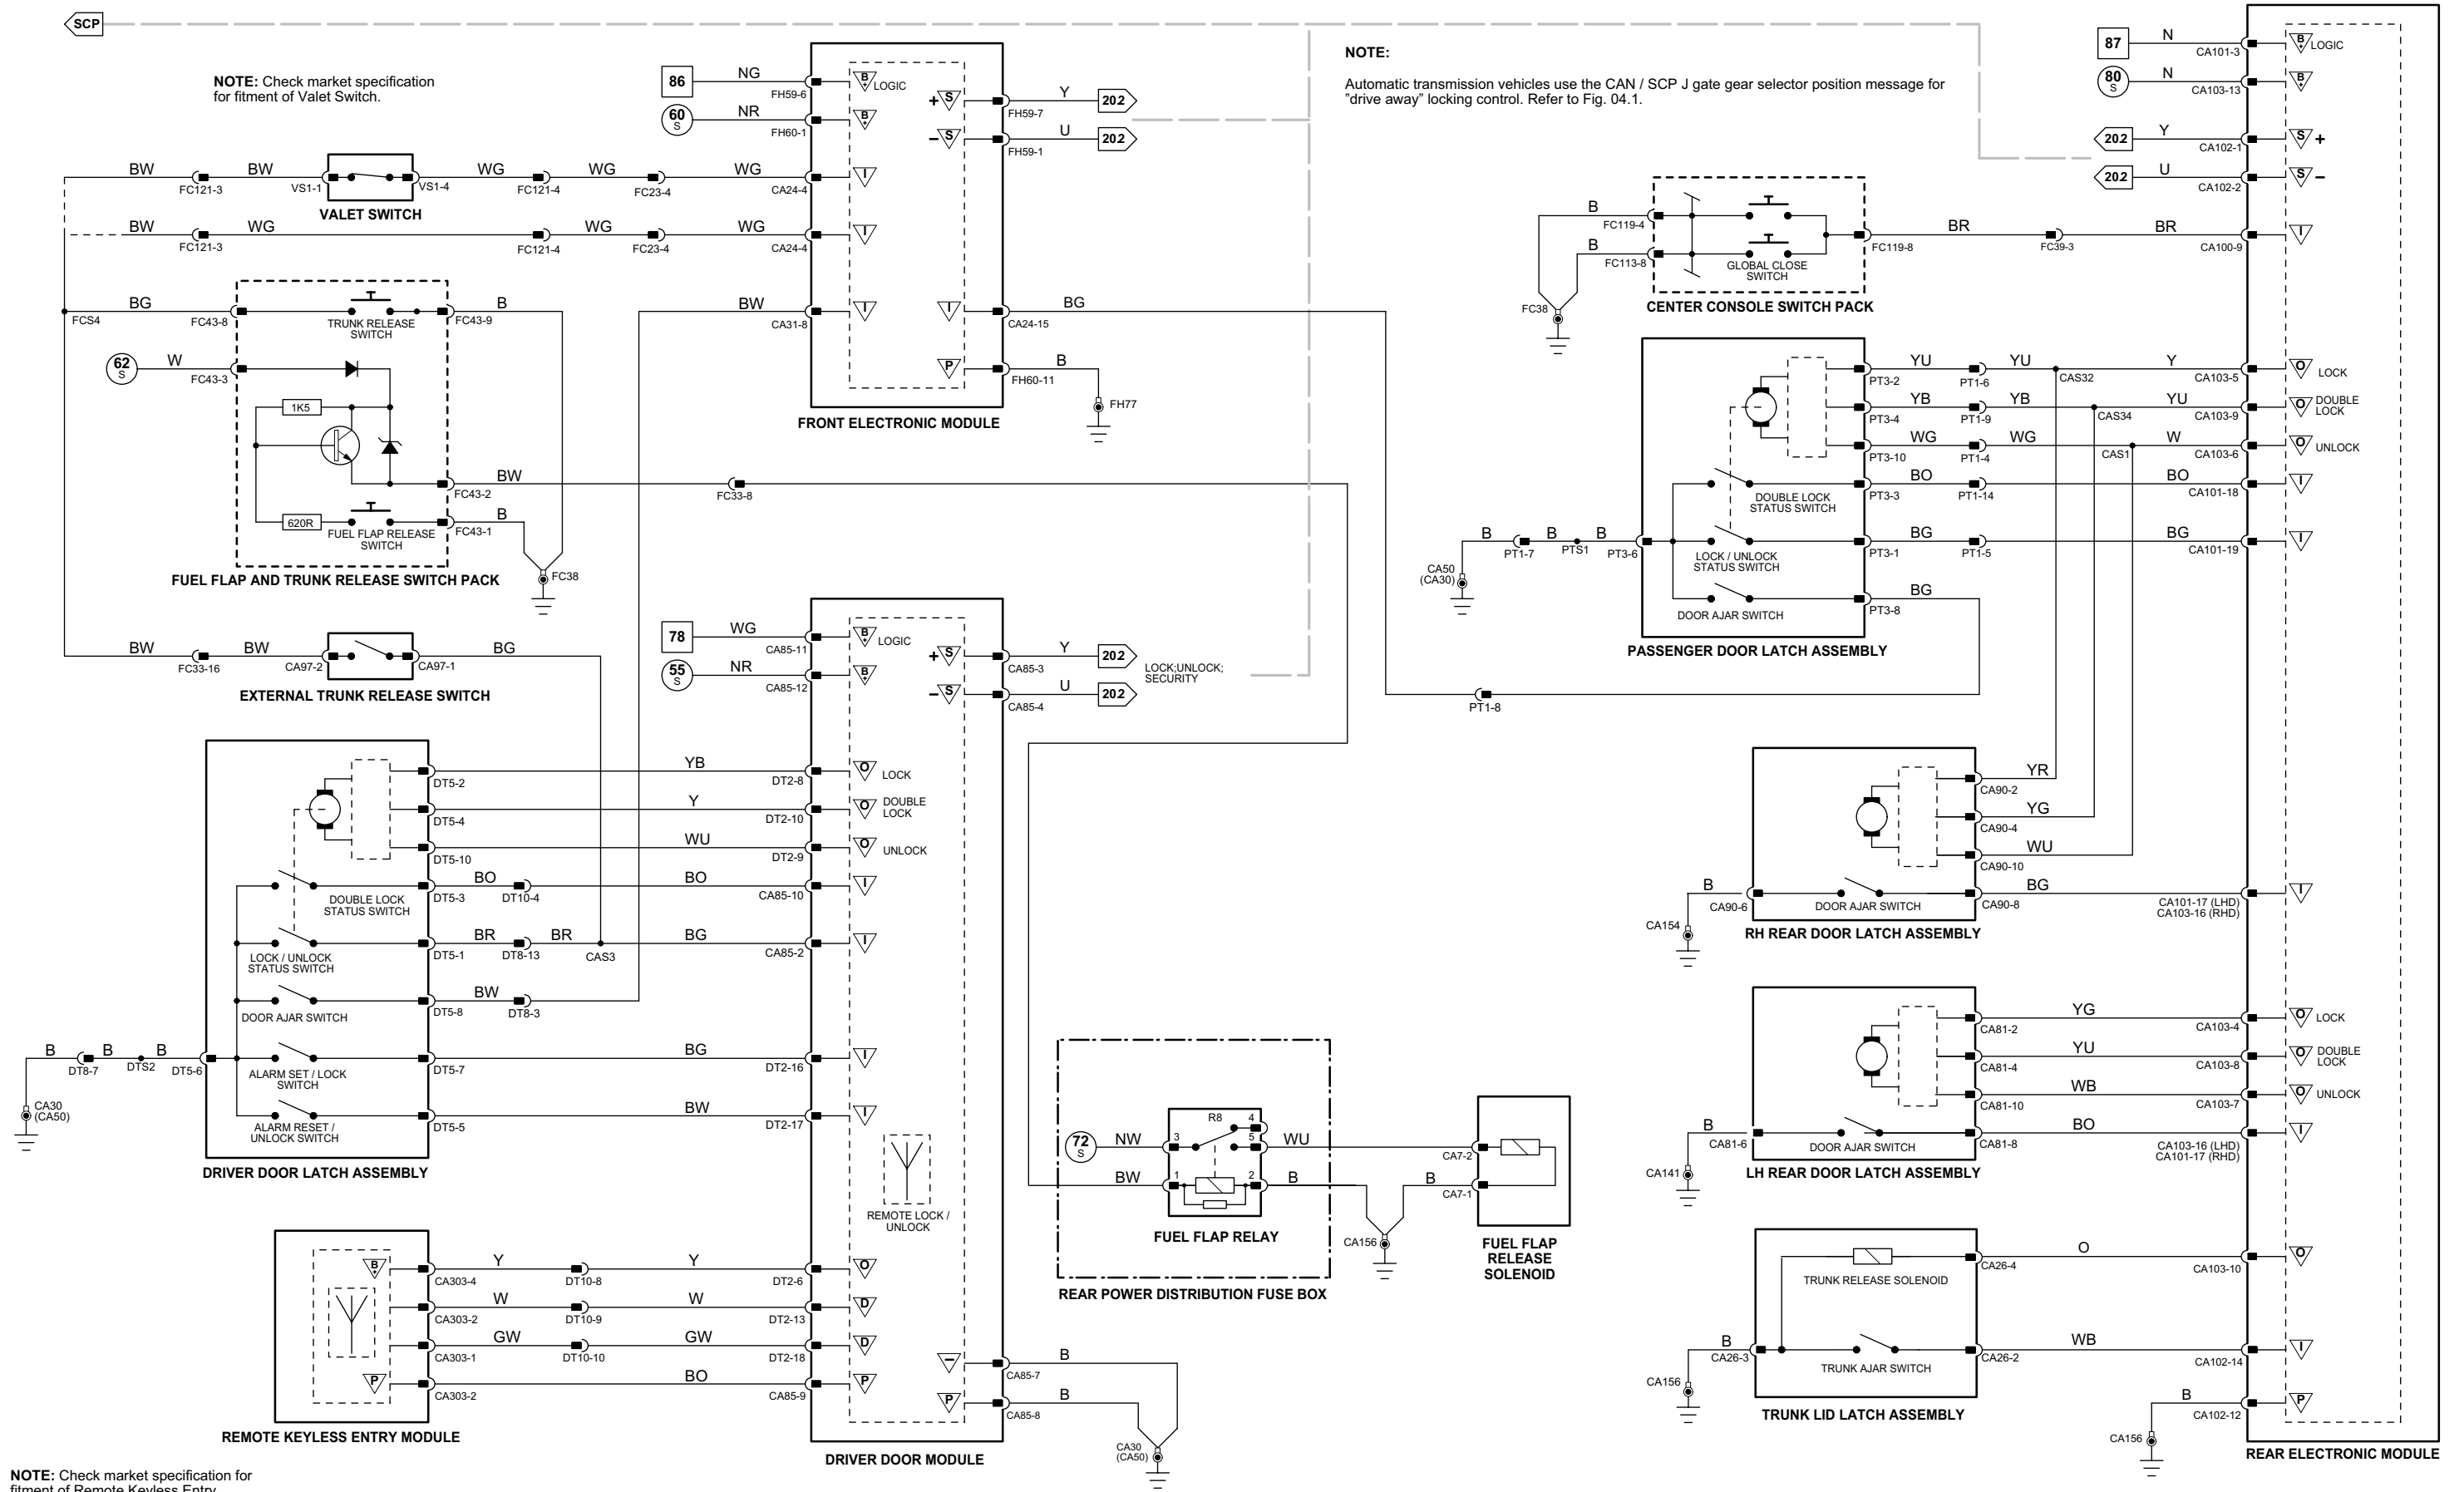 SCP
NOTE: Check market specification
for fitment of Valet Switch.
NOTE:
Automatic transmission vehicles use the CAN / SCP J gate gear selector position message for
"drive away" locking control. Refer to Fig. 04.1.
86
NG
FH59-6
B+
LOGIC
60
S
NR
FH60-1
B+
+
S
FH59-7
Y
20.2
–
S
FH59-1
U
20.2
BW
FC121-3
BW
VS1-1
VS1-4
WG
FC121-4
WG
FC23-4
WG
CA24-4
I
VALET SWITCH
BW
FC121-3
WG
FC121-4
WG
FC23-4
WG
CA24-4
I
BW
CA31-8
I
I
CA24-15
BG
P
FH60-11
B
FH77
FRONT ELECTRONIC MODULE
FCS4
BG
FC43-8
TRUNK RELEASE
SWITCH
FC43-9
B
62
S
W
FC43-3
1K5
FC43-2
BW
FC33-8
620R
FUEL FLAP RELEASE
SWITCH
FC43-1
B
FC38
FUEL FLAP AND TRUNK RELEASE SWITCH PACK
BW
FC33-16
BW
CA97-2
CA97-1
BG
EXTERNAL TRUNK RELEASE SWITCH
78
WG
CA85-11
B+
LOGIC
55
S
NR
CA85-12
B+
+
S
CA85-3
Y
20.2
–
S
CA85-4
U
20.2
LOCK;UNLOCK;
SECURITY
DT5-2
YB
DT2-8
O
LOCK
DT5-4
Y
DT2-10
O
DOUBLE
LOCK
DT5-10
WU
DT2-9
O
UNLOCK
DOUBLE LOCK
STATUS SWITCH
DT5-3
BO
DT10-4
BO
CA85-10
I
LOCK / UNLOCK
STATUS SWITCH
DT5-1
BR
DT8-13
BR
CAS3
BG
CA85-2
I
DOOR AJAR SWITCH
DT5-8
BW
DT8-3
B
DT8-7
B
DTS2
B
DT5-6
CA30
(CA50)
ALARM SET / LOCK
SWITCH
DT5-7
BG
DT2-16
I
ALARM RESET /
UNLOCK SWITCH
DT5-5
BW
DT2-17
I
DRIVER DOOR LATCH ASSEMBLY
REMOTE LOCK /
UNLOCK
B+
CA303-4
Y
DT10-8
Y
DT2-6
O
CA303-2
W
DT10-9
W
DT2-13
D
CA303-1
GW
DT10-10
GW
DT2-18
D
P
CA303-2
BO
CA85-9
P
REMOTE KEYLESS ENTRY MODULE
–
CA85-7
B
P
CA85-8
B
CA30
(CA50)
DRIVER DOOR MODULE
NOTE: Check market specification for
fitment of Remote Keyless Entry
72
S
NW
3
R8
4
5
WU
CA7-2
BW
1
2
B
B
CA7-1
CA156
FUEL FLAP RELAY
REAR POWER DISTRIBUTION FUSE BOX
FUEL FLAP
RELEASE
SOLENOID
87
N
CA101-3
B+
LOGIC
80
S
N
CA103-13
B+
20.2
Y
CA102-1
S
+
20.2
U
CA102-2
S
–
B
FC119-4
B
FC113-8
FC38
GLOBAL CLOSE
SWITCH
FC119-8
BR
FC39-3
BR
CA100-9
I
CENTER CONSOLE SWITCH PACK
PT3-2
YU
PT1-6
YU
CAS32
Y
CA103-5
O
LOCK
PT3-4
YB
PT1-9
YB
CAS34
YU
CA103-9
O
DOUBLE
LOCK
PT3-10
WG
PT1-4
WG
CAS1
W
CA103-6
O
UNLOCK
DOUBLE LOCK
STATUS SWITCH
PT3-3
BO
PT1-14
BO
CA101-18
I
B
PT1-7
B
PTS1
B
PT3-6
CA50
(CA30)
LOCK / UNLOCK
STATUS SWITCH
PT3-1
BG
PT1-5
BG
CA101-19
I
DOOR AJAR SWITCH
PT3-8
BG
PASSENGER DOOR LATCH ASSEMBLY
PT1-8
CA90-2
YR
CA90-4
YG
CA90-10
WU
B
CA90-6
CA154
DOOR AJAR SWITCH
CA90-8
BG
CA101-17 (LHD)
CA103-16 (RHD)
I
RH REAR DOOR LATCH ASSEMBLY
CA81-2
YG
CA103-4
O
LOCK
CA81-4
YU
CA103-8
O
DOUBLE
LOCK
CA81-10
WB
CA103-7
O
UNLOCK
B
CA81-6
CA141
DOOR AJAR SWITCH
CA81-8
BO
CA103-16 (LHD)
CA101-17 (RHD)
I
LH REAR DOOR LATCH ASSEMBLY
TRUNK RELEASE SOLENOID
CA26-4
O
CA103-10
O
B
CA26-3
CA156
TRUNK AJAR SWITCH
CA26-2
WB
CA102-14
I
TRUNK LID LATCH ASSEMBLY
B
CA102-12
P
CA156
REAR ELECTRONIC MODULE